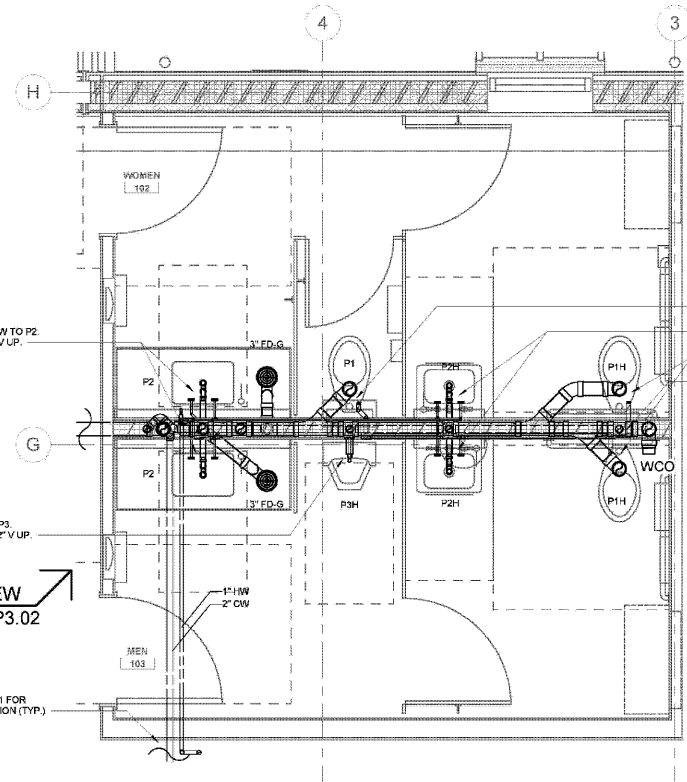 4
3
H
WOMEN
102
W TO P2.
V UP.
3" FD-G
P2
P1
P2H
P1H
G
P2
WCO
P3.
2" V UP.
3" FD-G
P3H
P2H
P1H
EW
P3.02
1" HW
2" CW
MEN
103
1 FOR
ION (TYP.)